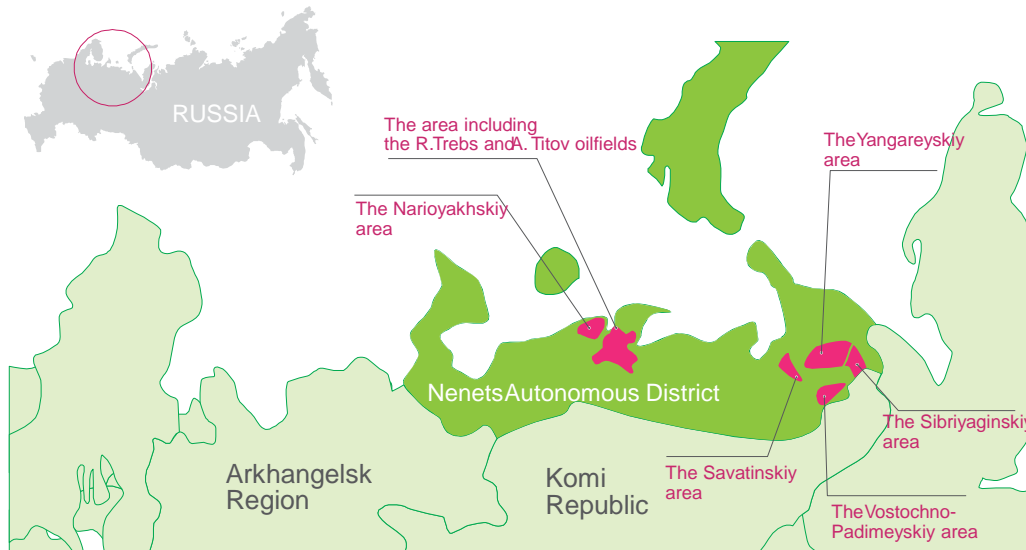 RUSSIA
The area including
the R.Trebs and A. Titov oilfields
The Yangareyskiy
area
The Narioyakhskiy
area
Nenets Autonomous District
The Sibriyaginskiy
area
Arkhangelsk
Region
Komi
Republic
The Savatinskiy
area
The Vostochno-
Padimeyskiy area